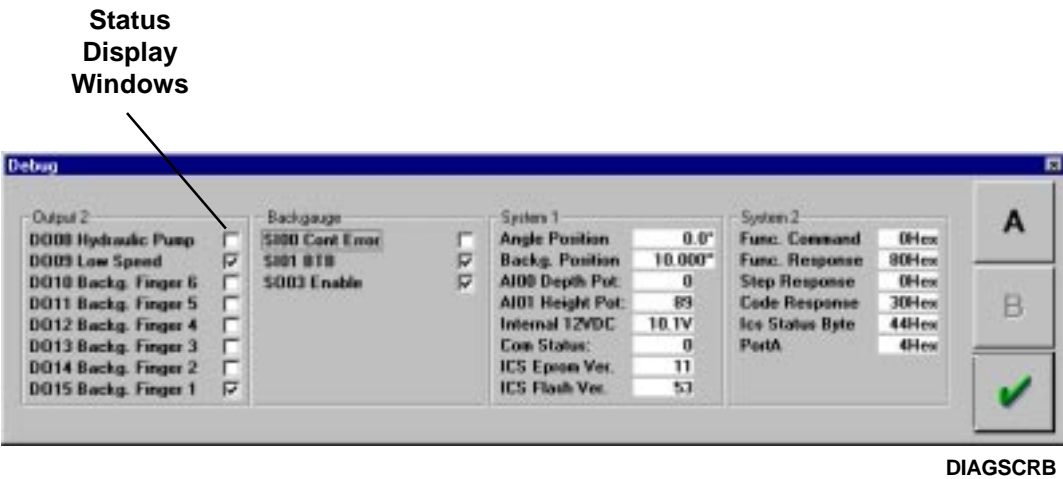 Status
Display
Windows
Debug
Output 2
DO08 Hydraulic Pump
DO09 Low Speed
DO10 Backg. Finger 6
DO11 Backg. Finger 5
DO12 Backg. Finger 4
DO13 Backg. Finger 3
DO14 Backg. Finger 2
DO15 Backg. Finger 1
Backgauge
SI00 Cont Error
SI01 BTB
SO03 Enable
System 1
Angle Position 0.0°
Backg. Position 10.000"
AI00 Depth Pot: 0
AI01 Height Pot: 89
Internal 12VDC 10.1V
Com Status: 0
ICS Eprom Ver. 11
ICS Flash Ver. 53
System 2
Func. Command 0Hex
Func. Response 80Hex
Step Response 0Hex
Code Response 30Hex
Ics Status Byte 44Hex
PortA 4Hex
A
B
DIAGSCRB